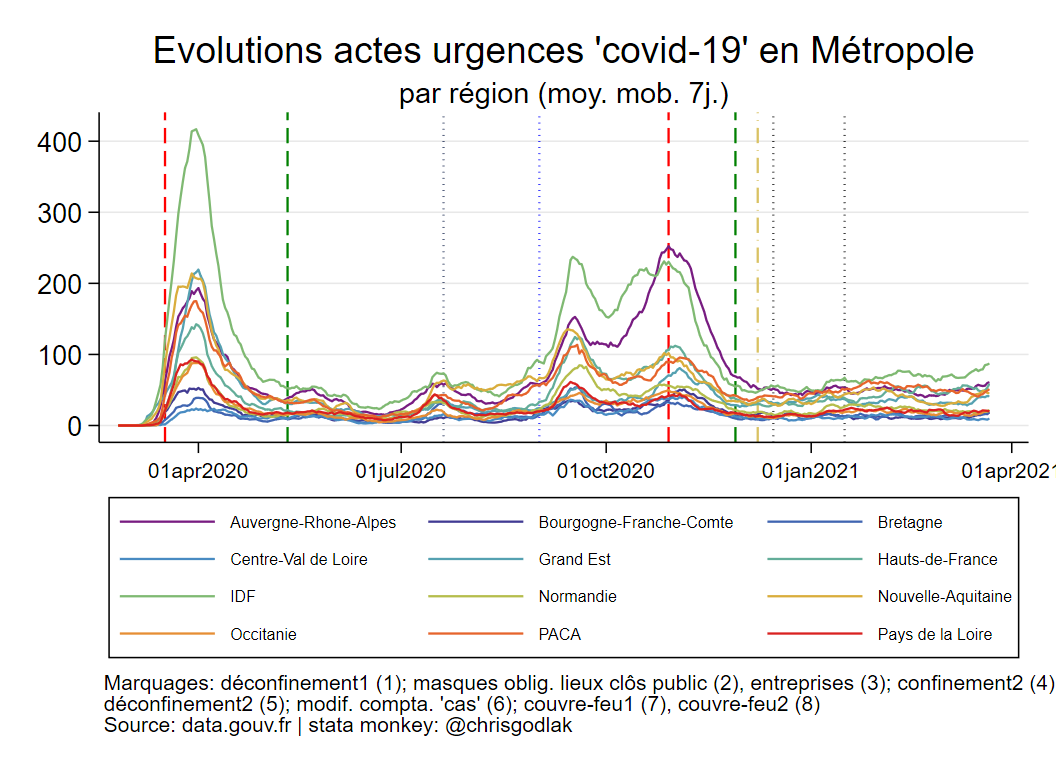 Evolutions actes urgences 'covid-19' en Métropole
par région (moy. mob. 7j.)
400
300
200
100
0
01apr2020 01jul2020 01oct2020 01jan2021 01apr2021
Auvergne-Rhone-Alpes Bourgogne-Franche-Comte Bretagne
Centre-Val de Loire Grand Est Hauts-de-France
IDF Normandie Nouvelle-Aquitaine
Occitanie PACA Pays de la Loire
Marquages: déconfinement1 (1); masques oblig. lieux clôs public (2), entreprises (3); confinement2 (4)
déconfinement2 (5); modif. compta. 'cas' (6); couvre-feu1 (7), couvre-feu2 (8)
Source: data.gouv.fr | stata monkey: @chrisgodlak